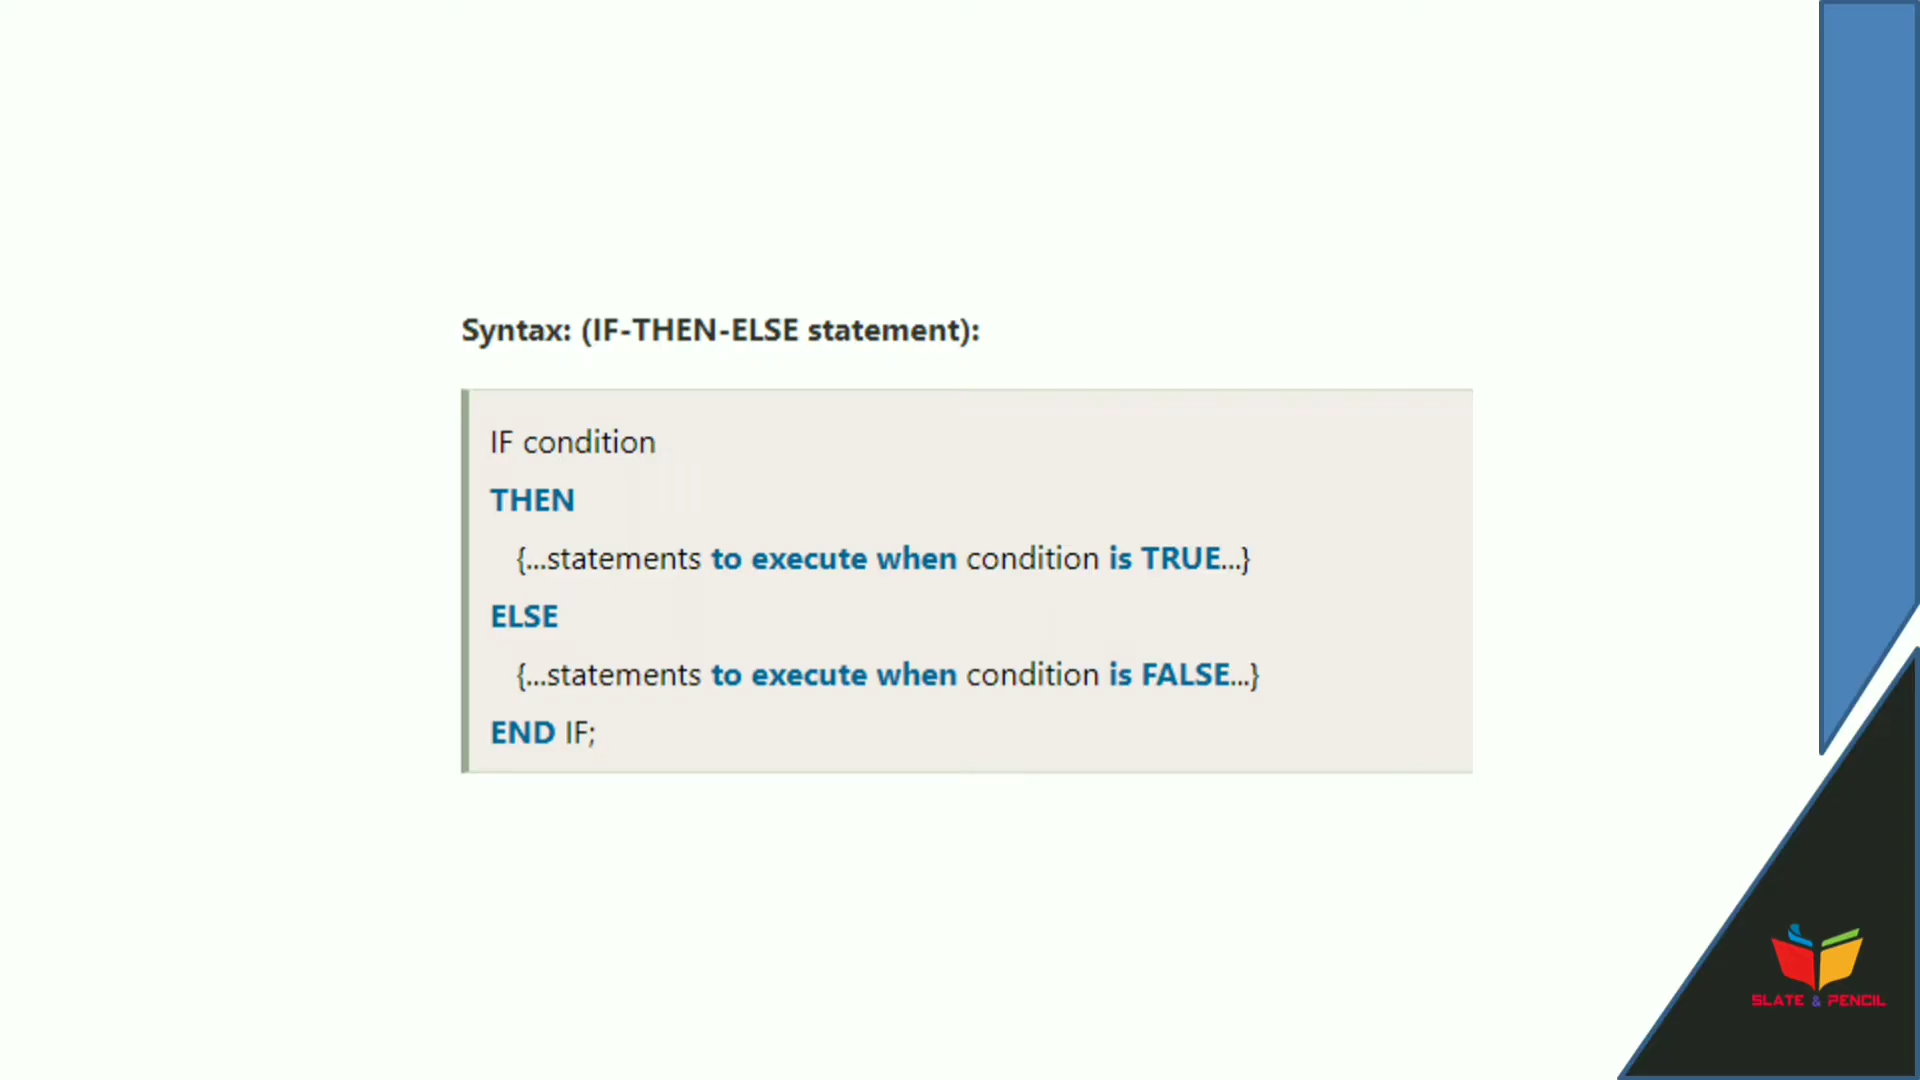 Syntax: (IF-THEN-ELSE statement):
IF condition
THEN
{...statements to execute when condition is TRUE...}
ELSE
{...statements to execute when condition is FALSE...}
END IF;
SLATE & PENCIL